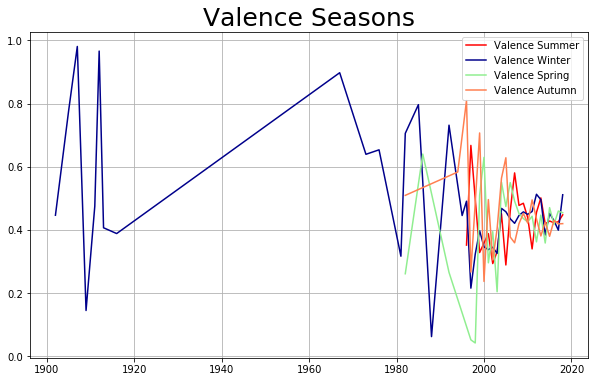 Valence Seasons
1.0
0.8
0.6
0.4
0.2
0.0
1900 1920 1940 1960 1980 2000 2020
Valence Summer
Valence Winter
Valence Spring
Valence Autumn